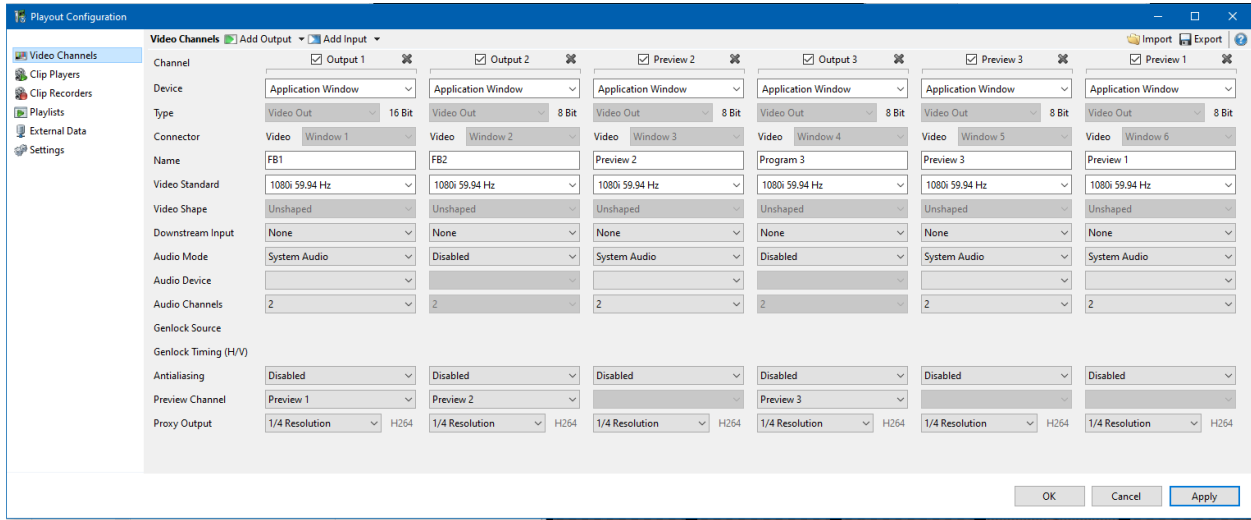 Playout Configuration
Video Channels Add Output Add Input Import Export
Video Channels
Clip Players
Clip Recorders
Playlists
External Data
Settings
Channel Output 1 Output 2 Preview 2 Output 3 Preview 3 Preview 1
Device Application Window Application Window Application Window Application Window Application Window Application Window
Type Video Out 16 Bit Video Out 8 Bit Video Out 8 Bit Video Out 8 Bit Video Out 8 Bit Video Out 8 Bit
Connector Video Window 1 Video Window 2 Video Window 3 Video Window 4 Video Window 5 Video Window 6
Name FB1 FB2 Preview 2 Program 3 Preview 3 Preview 1
Video Standard 1080i 59.94 Hz 1080i 59.94 Hz 1080i 59.94 Hz 1080i 59.94 Hz 1080i 59.94 Hz 1080i 59.94 Hz
Video Shape Unshaped Unshaped Unshaped Unshaped Unshaped Unshaped
Downstream Input None None None None None None
Audio Mode System Audio Disabled System Audio Disabled System Audio System Audio
Audio Device
Audio Channels 2 2 2 2 2 2
Genlock Source
Genlock Timing (H/V)
Antialiasing Disabled Disabled Disabled Disabled Disabled Disabled
Preview Channel Preview 1 Preview 2 Preview 3
Proxy Output 1/4 Resolution H264 1/4 Resolution H264 1/4 Resolution H264 1/4 Resolution H264 1/4 Resolution H264 1/4 Resolution H264
OK Cancel Apply